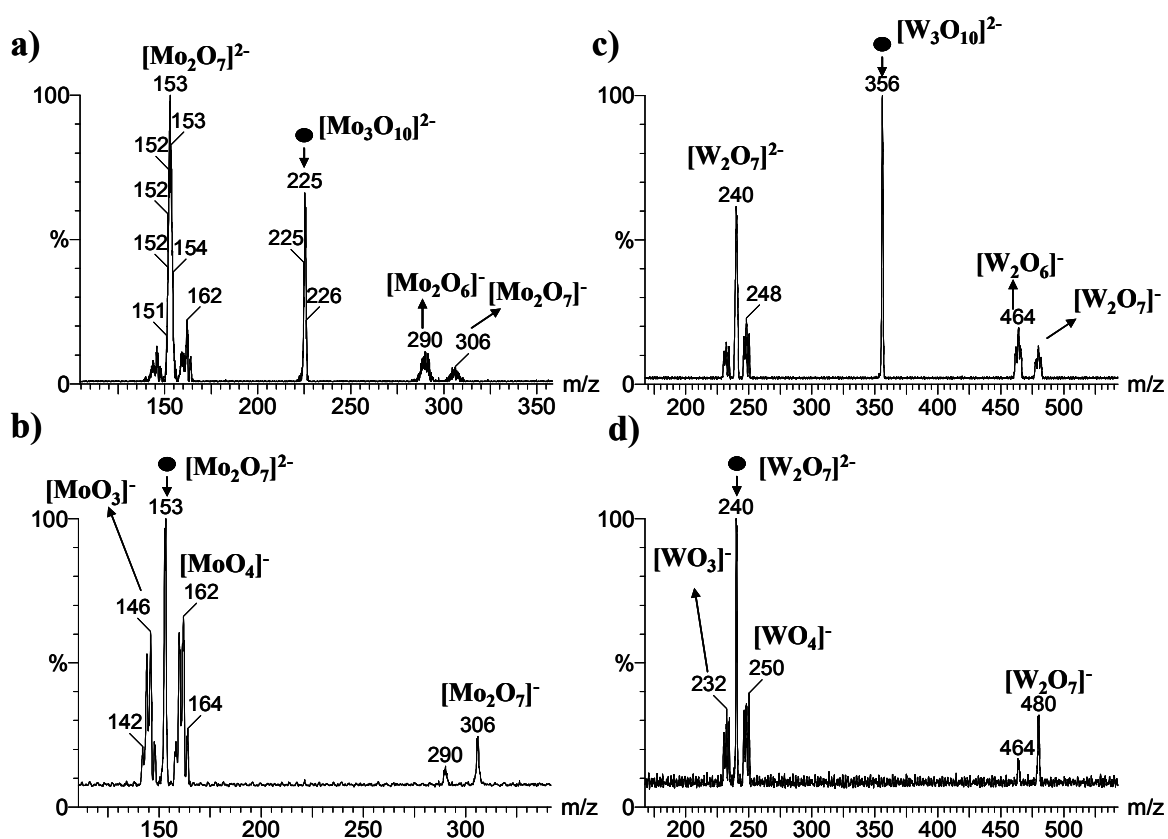 a)
[Mo2O7]2-
153
100
153
152
152
152
154
151
162
%
0
[Mo3O10]2-
225
225
226
[Mo2O6]-
[Mo2O7]-
290
306
150 200 250 300 350 m/z
b)
[Mo2O7]2-
[MoO3]-
153
100
[MoO4]-
146
162
%
142
164
[Mo2O7]-
306
290
0
150 200 250 300 m/z
c)
[W3O10]2-
356
100
[W2O7]2-
240
%
248
[W2O6]-
[W2O7]-
464
0
200 250 300 350 400 450 500 m/z
d)
[W2O7]2-
240
100
[WO3]-
[WO4]-
%
232
250
[W2O7]-
480
464
0
200 250 300 350 400 450 500 m/z